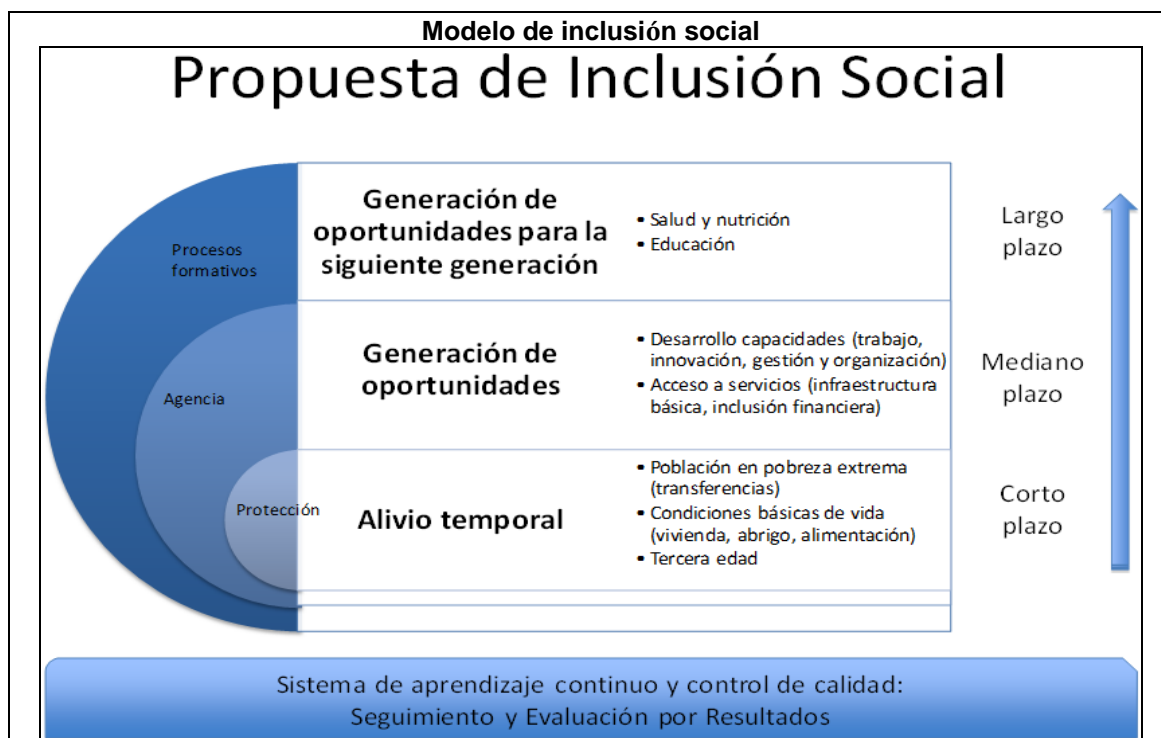 Modelo de inclusión social
Propuesta de Inclusión Social
Procesos
formativos
Generación de
oportunidades para la
siguiente generación
• Salud y nutrición
• Educación
Largo
plazo
Agencia
Generación de
oportunidades
• Desarrollo capacidades (trabajo,
innovación, gestión y organización)
• Acceso a servicios (infraestructura
básica, inclusión financiera)
Mediano
plazo
Protección
Alivio temporal
• Población en pobreza extrema
(transferencias)
• Condiciones básicas de vida
(vivienda, abrigo, alimentación)
• Tercera edad
Corto
plazo
Sistema de aprendizaje continuo y control de calidad:
Seguimiento y Evaluación por Resultados